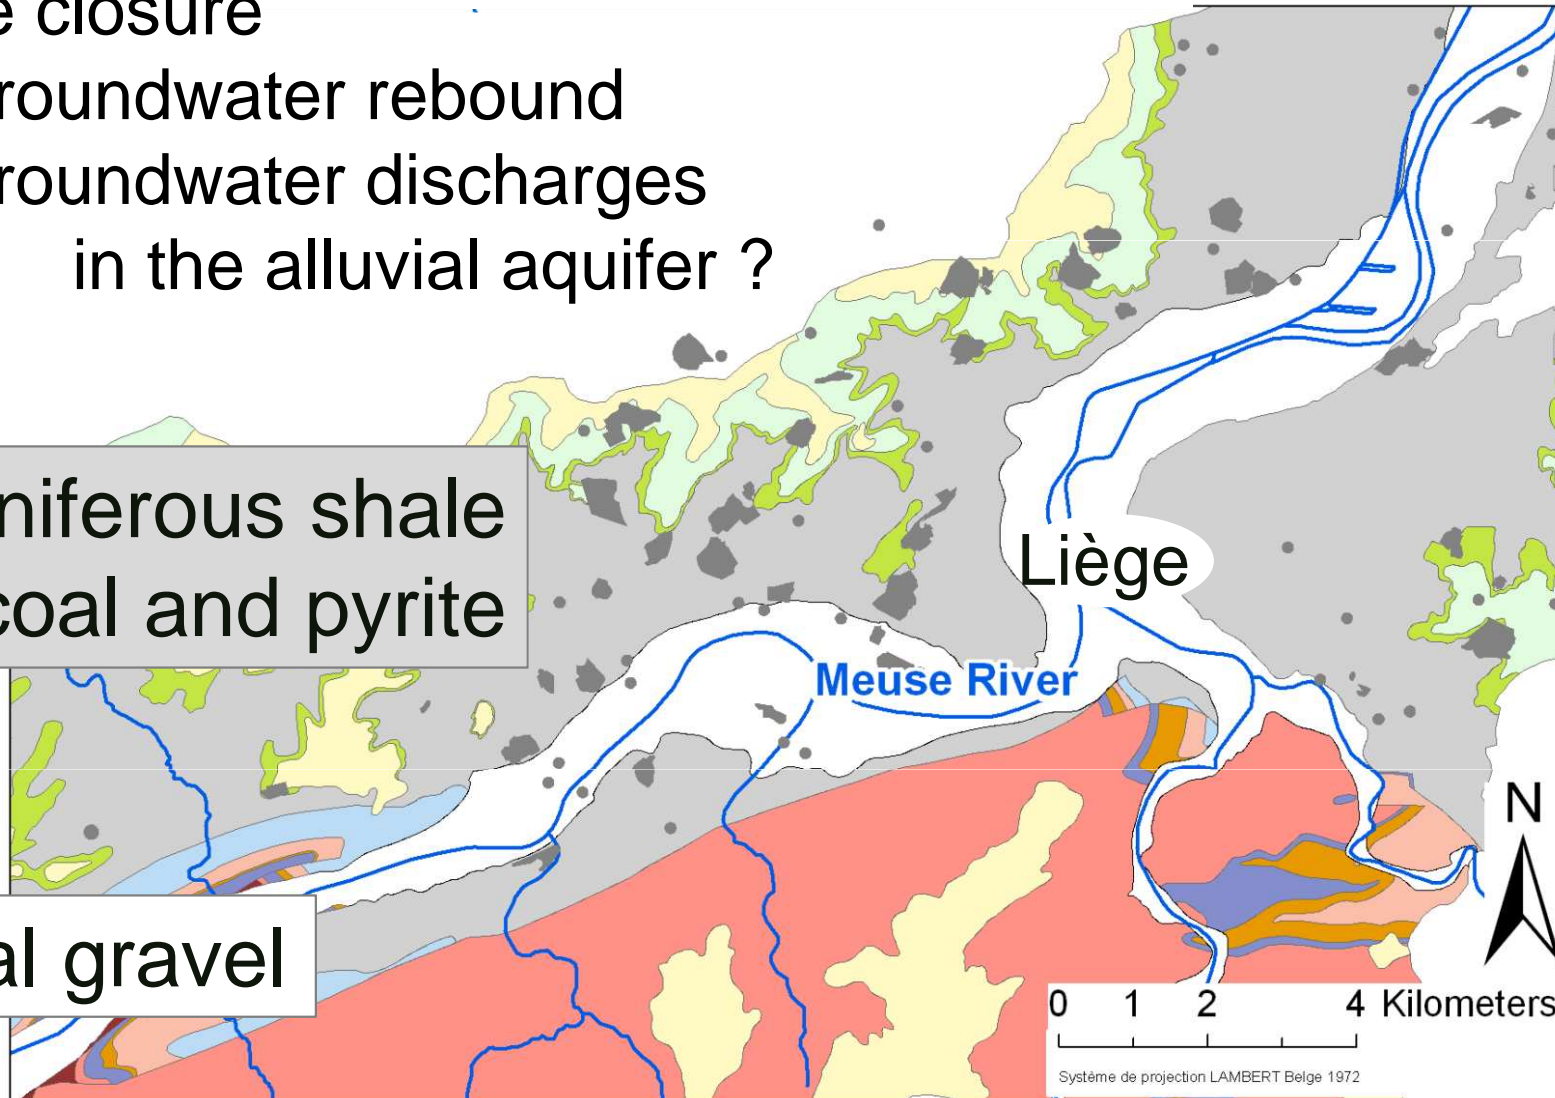 e closure
roundwater rebound
roundwater discharges
in the alluvial aquifer ?
niferous shale
coal and pyrite
Liège
Meuse River
al gravel
N
0 1 2 4 Kilometers
Système de projection LAMBERT Belge 1972